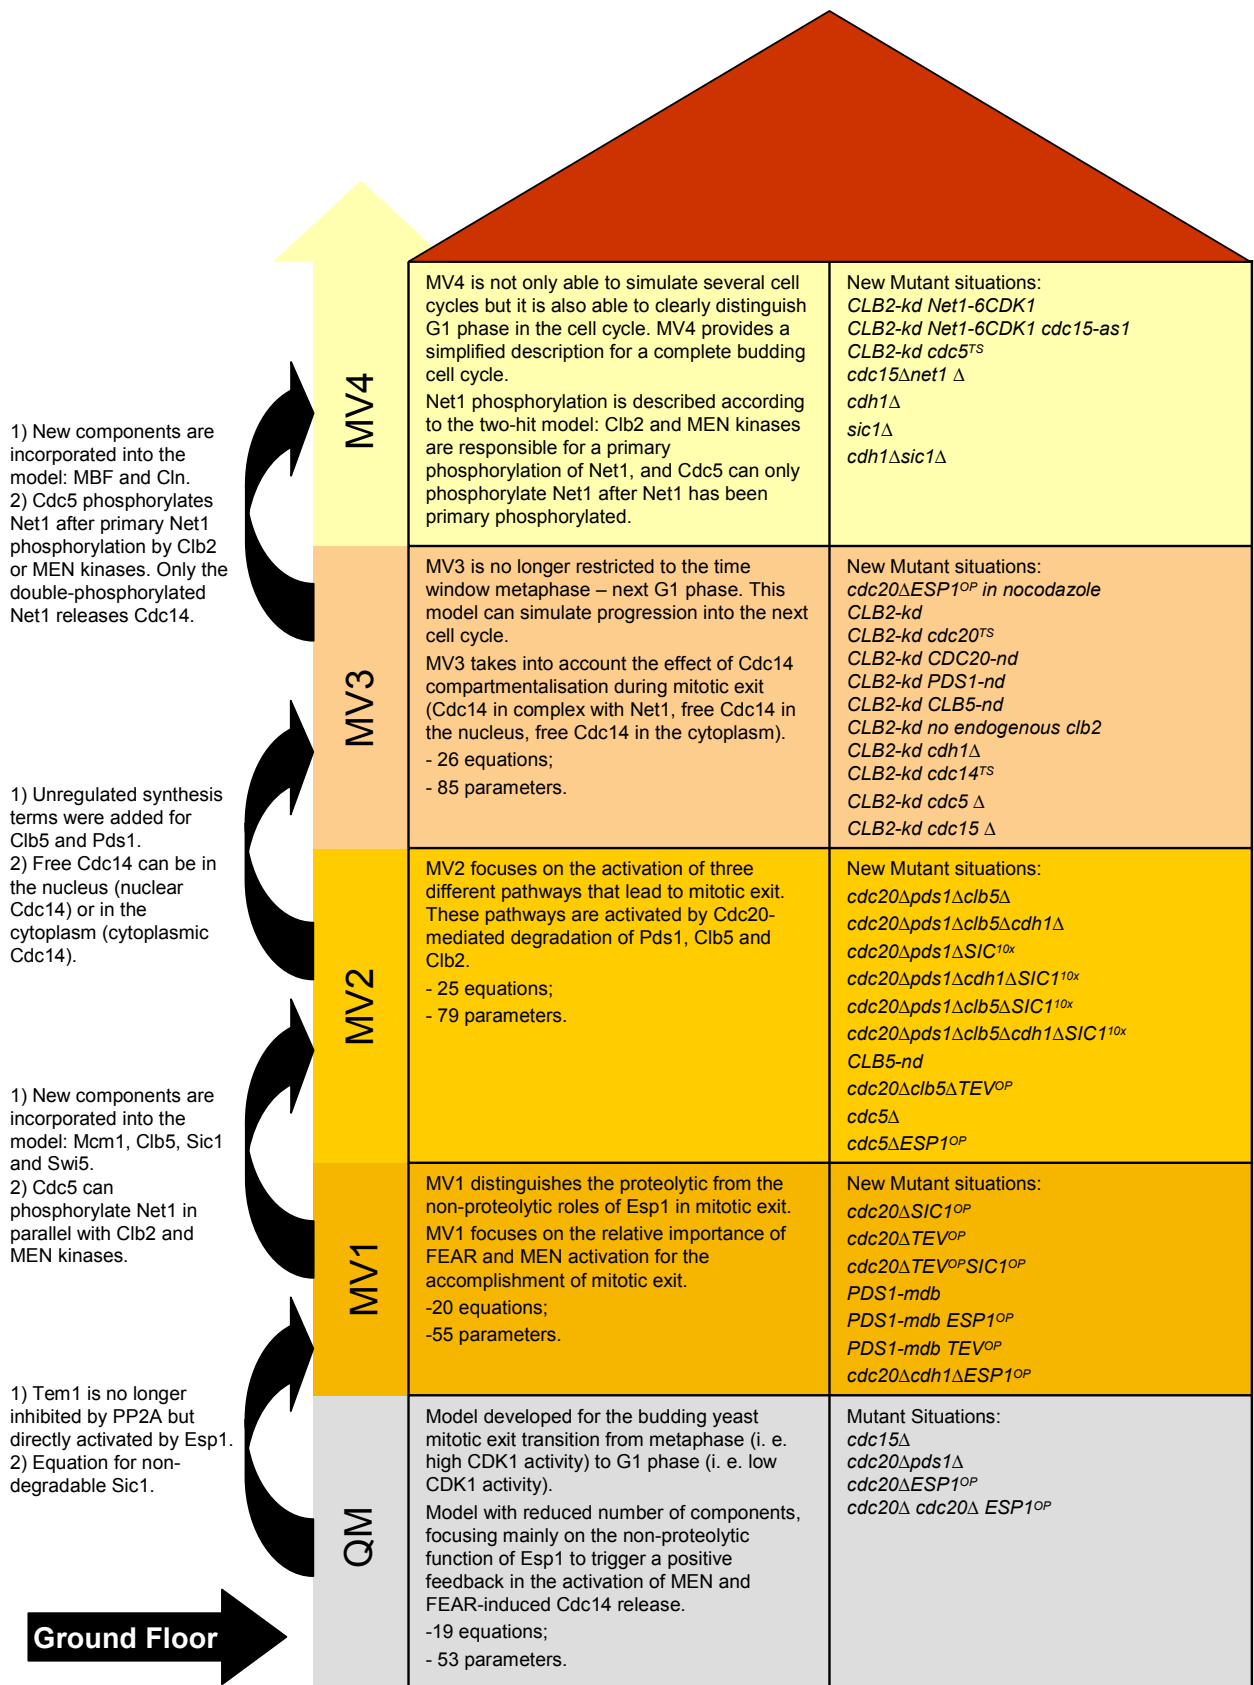 MV4
MV4 is not only able to simulate several cell
cycles but it is also able to clearly distinguish
G1 phase in the cell cycle. MV4 provides a
simplified description for a complete budding
cell cycle.
Net1 phosphorylation is described according
to the two-hit model: Clb2 and MEN kinases
are responsible for a primary
phosphorylation of Net1, and Cdc5 can only
phosphorylate Net1 after Net1 has been
primary phosphorylated.
New Mutant situations:
CLB2-kd Net1-6CDK1
CLB2-kd Net1-6CDK1 cdc15-as1
CLB2-kd cdc5TS
cdc15Δnet1 Δ
cdh1Δ
sic1Δ
cdh1Δsic1Δ
1) New components are
incorporated into the
model: MBF and Cln.
2) Cdc5 phosphorylates
Net1 after primary Net1
phosphorylation by Clb2
or MEN kinases. Only the
double-phosphorylated
Net1 releases Cdc14.
MV3
MV3 is no longer restricted to the time
window metaphase – next G1 phase. This
model can simulate progression into the next
cell cycle.
MV3 takes into account the effect of Cdc14
compartmentalisation during mitotic exit
(Cdc14 in complex with Net1, free Cdc14 in
the nucleus, free Cdc14 in the cytoplasm).
- 26 equations;
- 85 parameters.
New Mutant situations:
cdc20ΔESP1OP in nocodazole
CLB2-kd
CLB2-kd cdc20TS
CLB2-kd CDC20-nd
CLB2-kd PDS1-nd
CLB2-kd CLB5-nd
CLB2-kd no endogenous clb2
CLB2-kd cdh1Δ
CLB2-kd cdc14TS
CLB2-kd cdc5 Δ
CLB2-kd cdc15 Δ
1) Unregulated synthesis
terms were added for
Clb5 and Pds1.
2) Free Cdc14 can be in
the nucleus (nuclear
Cdc14) or in the
cytoplasm (cytoplasmic
Cdc14).
MV2
MV2 focuses on the activation of three
different pathways that lead to mitotic exit.
These pathways are activated by Cdc20-
mediated degradation of Pds1, Clb5 and
Clb2.
- 25 equations;
- 79 parameters.
New Mutant situations:
cdc20Δpds1Δclb5Δ
cdc20Δpds1Δclb5Δcdh1Δ
cdc20Δpds1ΔSIC10x
cdc20Δpds1Δcdh1ΔSIC110x
cdc20Δpds1Δclb5ΔSIC110x
cdc20Δpds1Δclb5Δcdh1ΔSIC110x
CLB5-nd
cdc20Δclb5ΔTEVOP
cdc5Δ
cdc5ΔESP1OP
1) New components are
incorporated into the
model: Mcm1, Clb5, Sic1
and Swi5.
2) Cdc5 can
phosphorylate Net1 in
parallel with Clb2 and
MEN kinases.
MV1
MV1 distinguishes the proteolytic from the
non-proteolytic roles of Esp1 in mitotic exit.
MV1 focuses on the relative importance of
FEAR and MEN activation for the
accomplishment of mitotic exit.
-20 equations;
-55 parameters.
New Mutant situations:
cdc20ΔSIC1OP
cdc20ΔTEVOP
cdc20ΔTEVOPSIC1OP
PDS1-mdb
PDS1-mdb ESP1OP
PDS1-mdb TEVOP
cdc20Δcdh1ΔESP1OP
1) Tem1 is no longer
inhibited by PP2A but
directly activated by Esp1.
2) Equation for non-
degradable Sic1.
QM
Model developed for the budding yeast
mitotic exit transition from metaphase (i. e.
high CDK1 activity) to G1 phase (i. e. low
CDK1 activity).
Model with reduced number of components,
focusing mainly on the non-proteolytic
function of Esp1 to trigger a positive
feedback in the activation of MEN and
FEAR-induced Cdc14 release.
-19 equations;
- 53 parameters.
Mutant Situations:
cdc15Δ
cdc20Δpds1Δ
cdc20ΔESP1OP
cdc20Δ cdc20Δ ESP1OP
Ground Floor